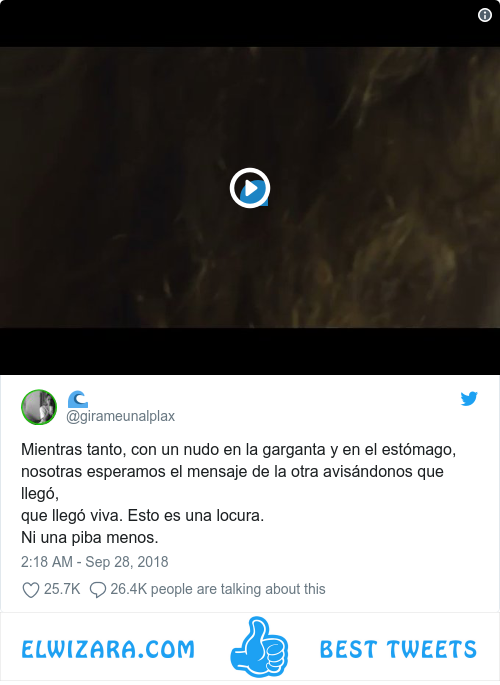 @girameunalplax
Mientras tanto, con un nudo en la garganta y en el estómago,
nosotras esperamos el mensaje de la otra avisándonos que
llegó,
que llegó viva. Esto es una locura.
Ni una piba menos.
2:18 AM - Sep 28, 2018
25.7K 26.4K people are talking about this
ELWIZARA.COM BEST TWEETS